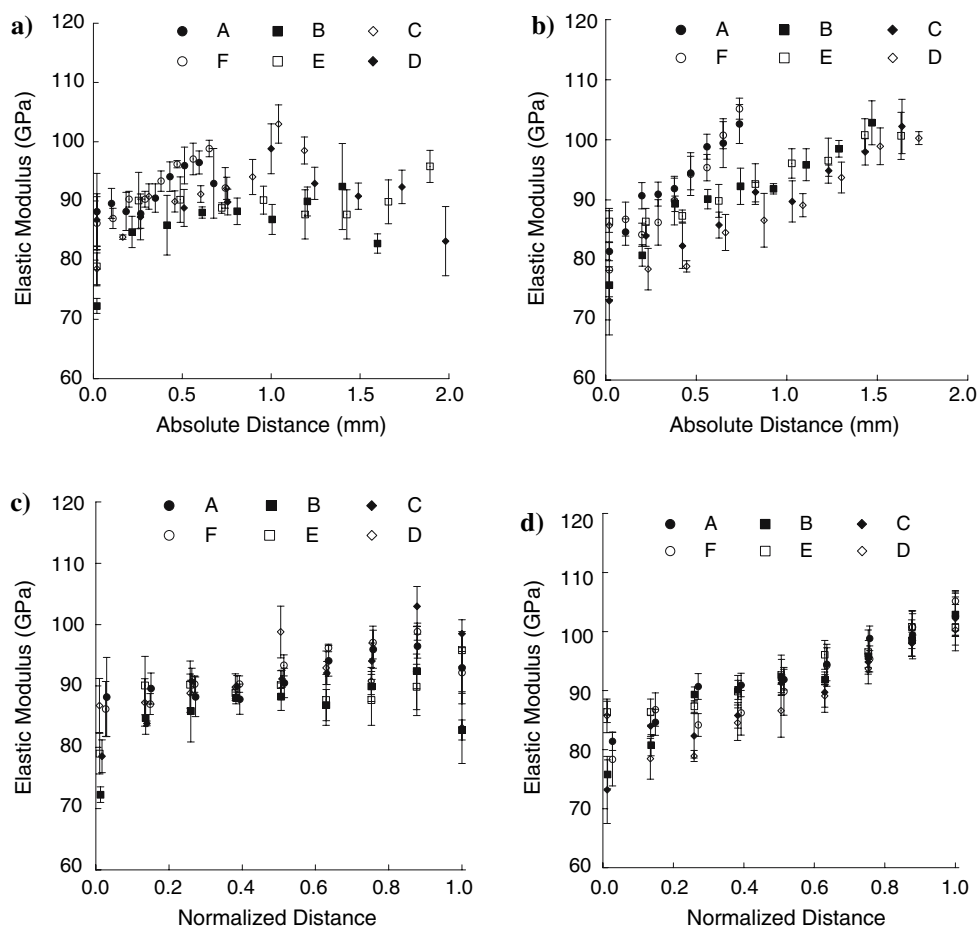 a)
A B C
F E D
120
110
100
90
80
70
60
Elastic Modulus (GPa)
0.0 0.5 1.0 1.5 2.0
Absolute Distance (mm)
b)
A B C
F E D
120
110
100
90
80
70
60
Elastic Modulus (GPa)
0.0 0.5 1.0 1.5 2.0
Absolute Distance (mm)
c)
A B C
F E D
120
110
100
90
80
70
60
Elastic Modulus (GPa)
0.0 0.2 0.4 0.6 0.8 1.0
Normalized Distance
d)
A B C
F E D
120
110
100
90
80
70
60
Elastic Modulus (GPa)
0.0 0.2 0.4 0.6 0.8 1.0
Normalized Distance